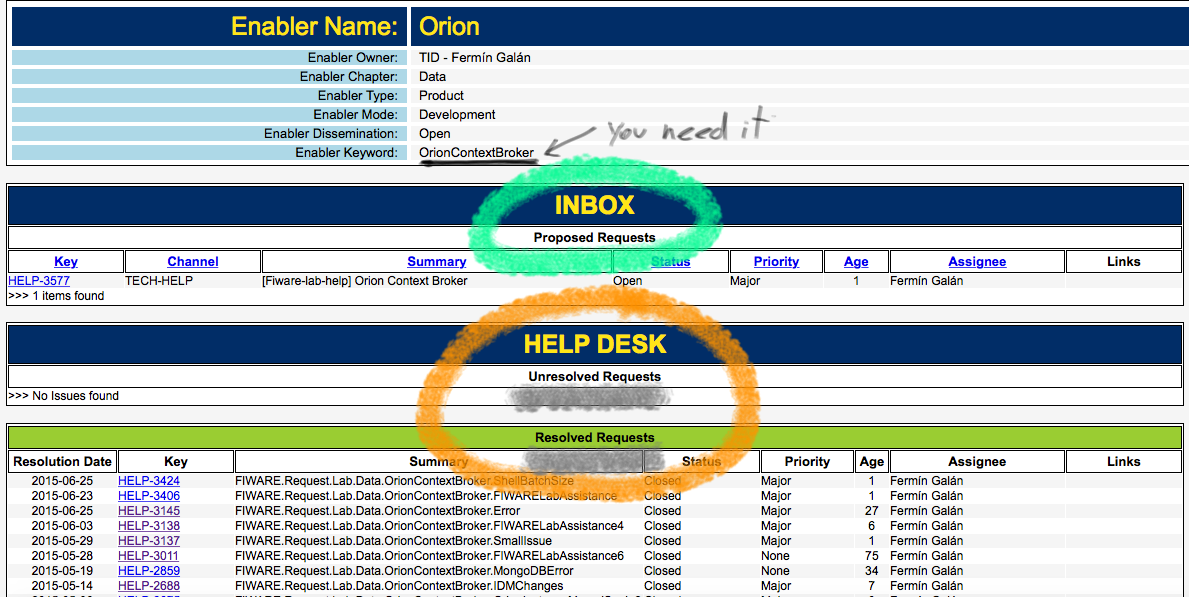 Enabler Name: Orion
Enabler Owner: TID - Fermín Galán
Enabler Chapter: Data
Enabler Type: Product
Enabler Mode: Development
Enabler Dissemination: Open
Enabler Keyword: OrionContextBroker
you need it
INBOX
Proposed Requests
Key Channel Summary Status Priority Age Assignee Links
HELP-3577 TECH-HELP [Fiware-lab-help] Orion Context Broker Open Major 1 Fermín Galán
>>> 1 items found
HELP DESK
Unresolved Requests
>>> No Issues found
Resolved Requests
Resolution Date Key Summary Status Priority Age Assignee Links
2015-06-25 HELP-3424 FIWARE.Request.Lab.Data.OrionContextBroker.ShellBatchSize Closed Major 1 Fermín Galán
2015-06-23 HELP-3406 FIWARE.Request.Lab.Data.OrionContextBroker.FIWARELabAssistance Closed Major 1 Fermín Galán
2015-06-25 HELP-3145 FIWARE.Request.Lab.Data.OrionContextBroker.Error Closed Major 27 Fermín Galán
2015-06-03 HELP-3138 FIWARE.Request.Lab.Data.OrionContextBroker.FIWARELabAssistance4 Closed Major 6 Fermín Galán
2015-05-29 HELP-3137 FIWARE.Request.Lab.Data.OrionContextBroker.SmallIssue Closed Major 1 Fermín Galán
2015-05-28 HELP-3011 FIWARE.Request.Lab.Data.OrionContextBroker.FIWARELabAssistance6 Closed None 75 Fermín Galán
2015-05-19 HELP-2859 FIWARE.Request.Lab.Data.OrionContextBroker.MongoDBError Closed None 34 Fermín Galán
2015-05-14 HELP-2688 FIWARE.Request.Lab.Data.OrionContextBroker.IDMChanges Closed Major 7 Fermín Galán